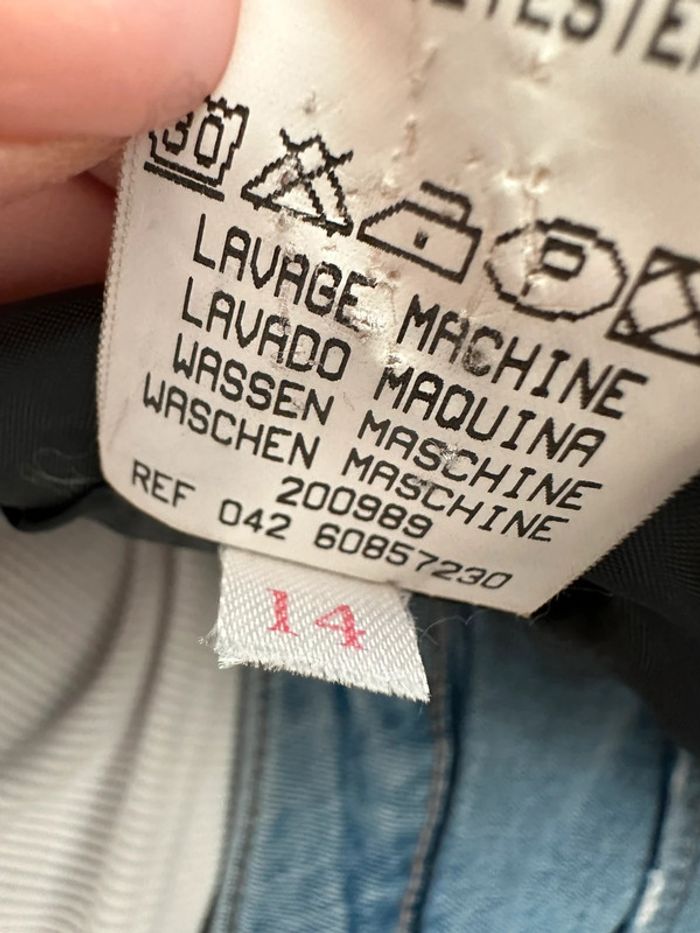 30
P
LAVAGE MACHINE
LAVADO MAQUINA
WASSEN MASCHINE
WASCHEN MASCHINE
200989
REF 042 60857230
14